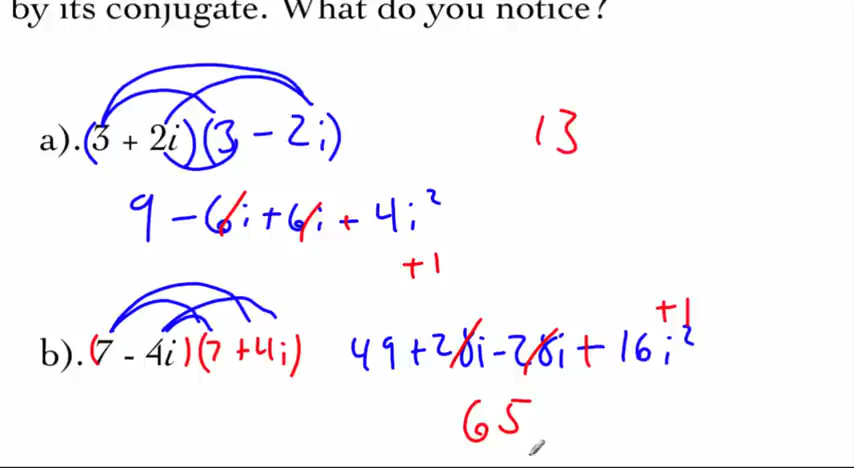 by its conjugate. What do you notice?
a).(3 + 2i)(3 - 2i) 13
9 - 6i + 6i + 4i²
+1
+1
b).(7 - 4i)(7 + 4i) 49 + 28i - 28i + 16i²
65